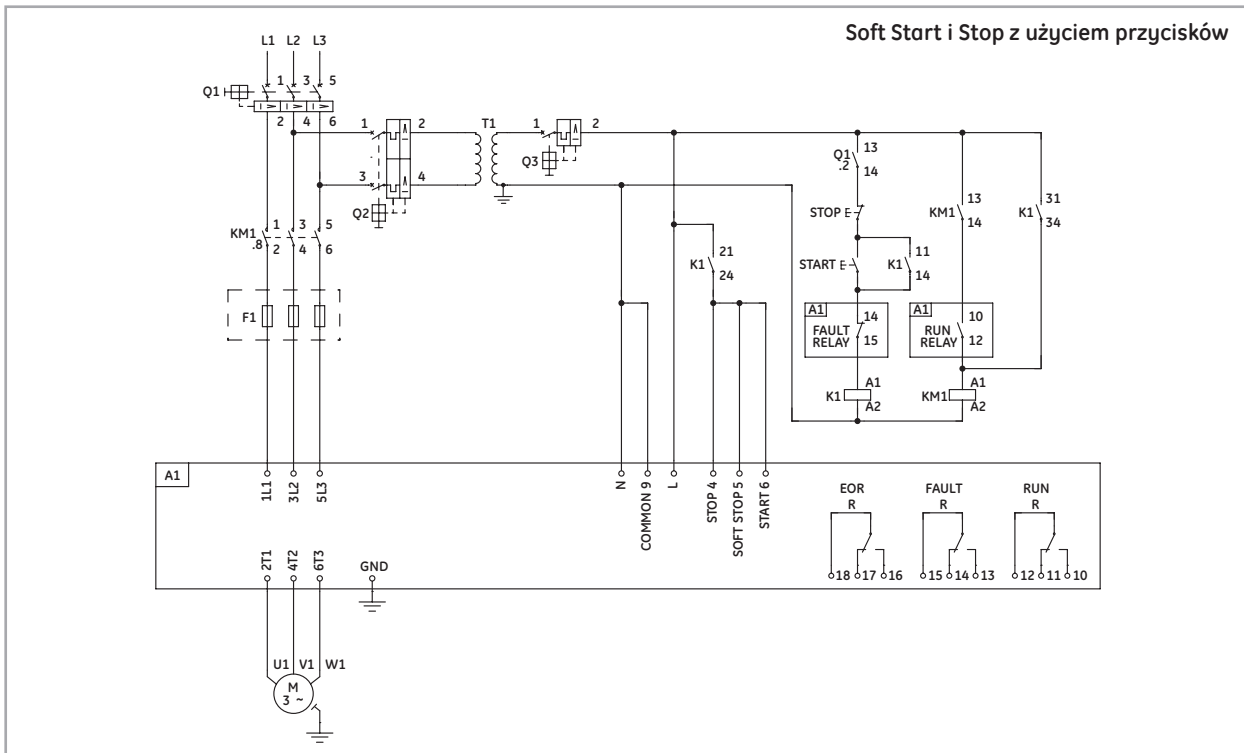 Soft Start i Stop z użyciem przycisków
L1 L2 L3
Q1 1 3 5
2 4 6
1 2 T1 1 2
Q3
3 4
Q2
Q1 13
.2 14
STOP E
START E K1 11
14
KM1 13
14
K1 31
34
KM1 1 3 5
.8 2 4 6
K1 21
24
F1
A1 14
FAULT
RELAY 15
A1 10
RUN
RELAY 12
K1 A1
A2
KM1 A1
A2
A1
1L1 3L2 5L3
N
COMMON 9
L
STOP 4
SOFT STOP 5
START 6
EOR
R
18 17 16
FAULT
R
15 14 13
RUN
R
12 11 10
2T1 4T2 6T3
GND
U1 V1 W1
M
3 ~